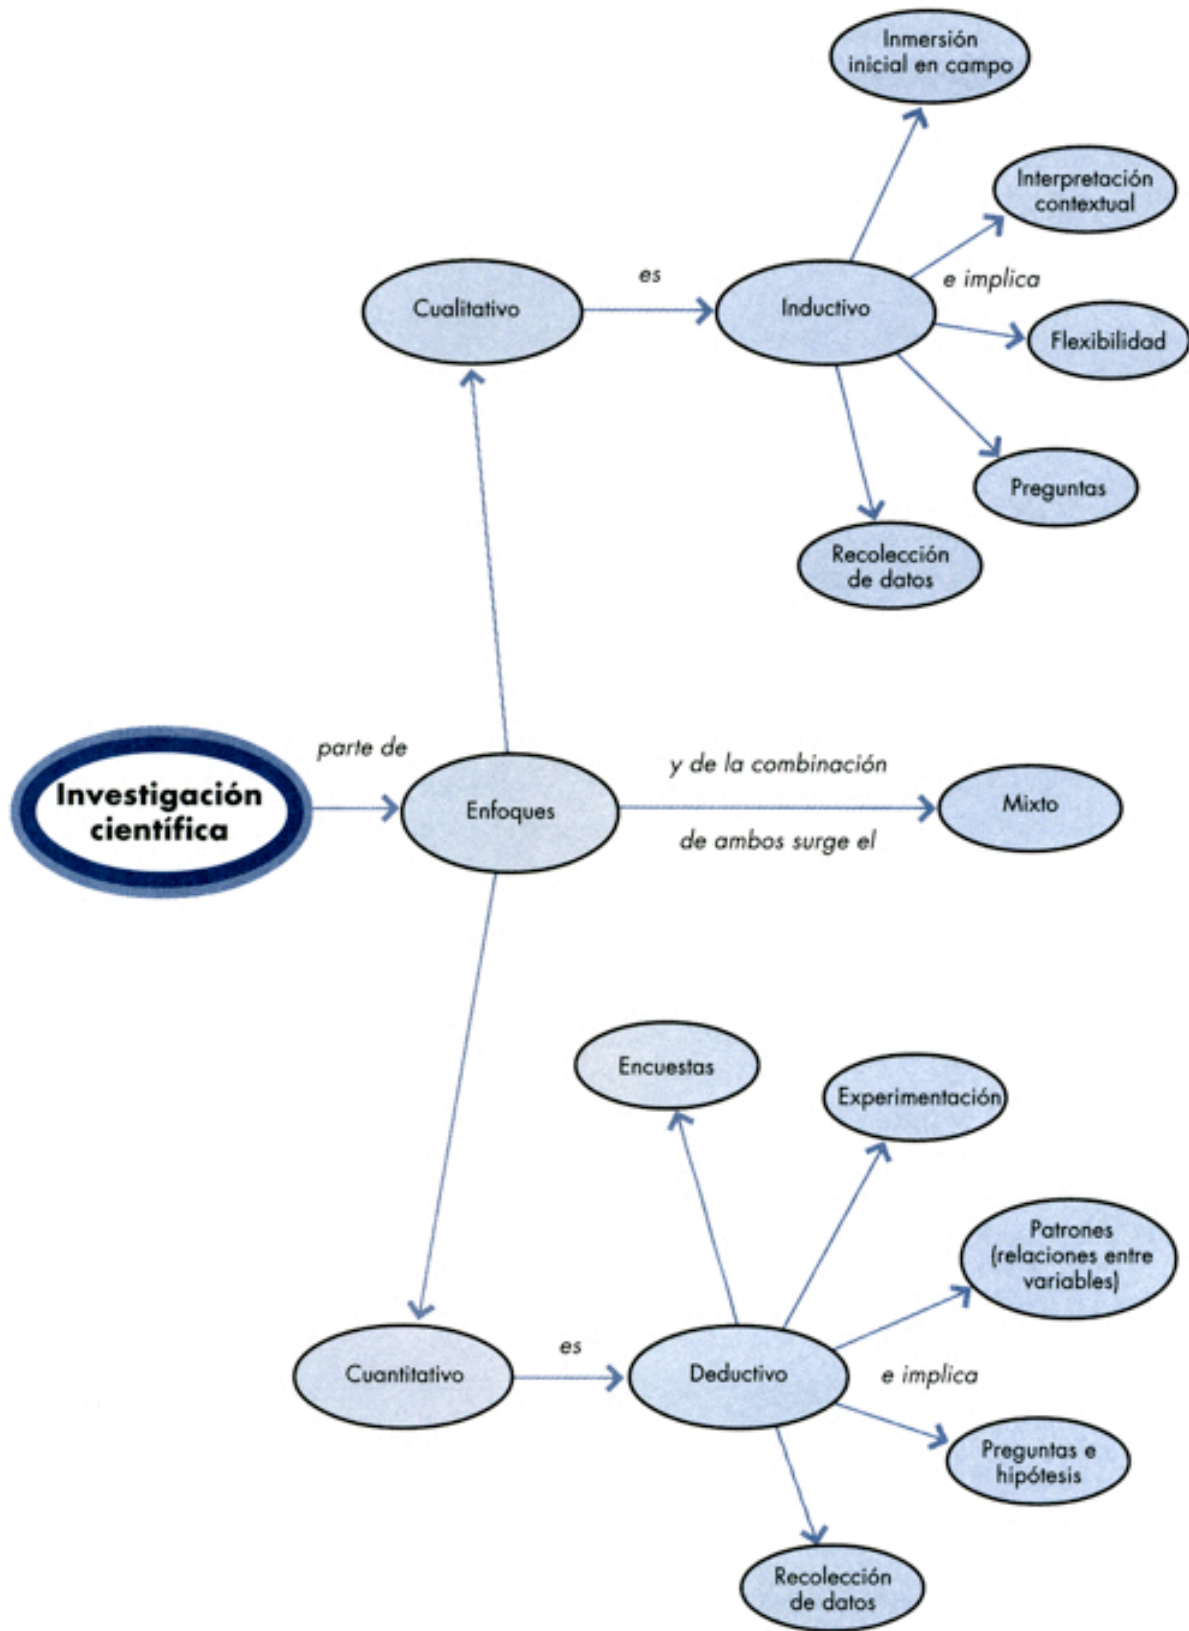 Inmersión
inicial en campo
Interpretación
contextual
Cualitativo
es
Inductivo
e implica
Flexibilidad
Preguntas
Recolección
de datos
Investigación
científica
parte de
Enfoques
y de la combinación
de ambos surge el
Mixto
Encuestas
Experimentación
Patrones
(relaciones entre
variables)
Cuantitativo
es
Deductivo
e implica
Preguntas e
hipótesis
Recolección
de datos